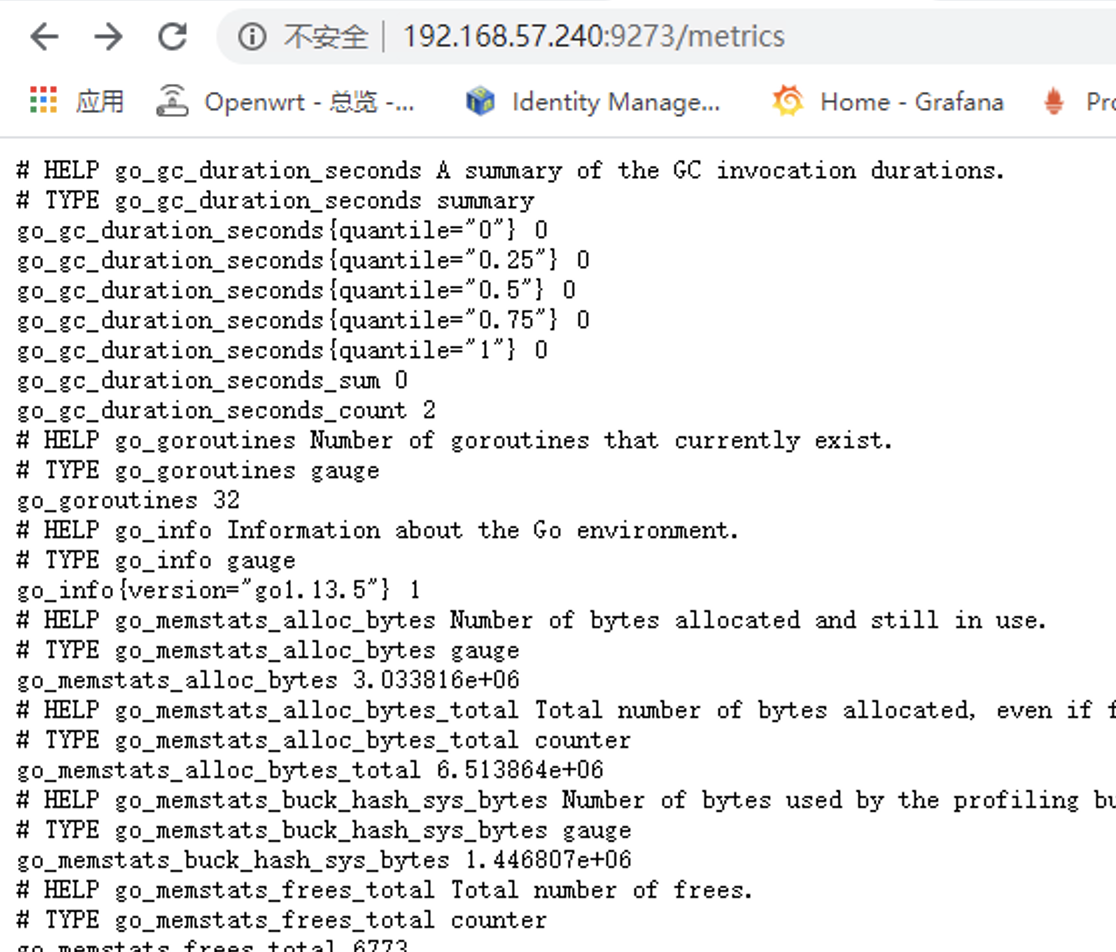 不安全 | 192.168.57.240:9273/metrics
应用 Openwrt - 总览 -... Identity Manage... Home - Grafana
# HELP go_gc_duration_seconds A summary of the GC invocation durations.
# TYPE go_gc_duration_seconds summary
go_gc_duration_seconds{quantile="0"} 0
go_gc_duration_seconds{quantile="0.25"} 0
go_gc_duration_seconds{quantile="0.5"} 0
go_gc_duration_seconds{quantile="0.75"} 0
go_gc_duration_seconds{quantile="1"} 0
go_gc_duration_seconds_sum 0
go_gc_duration_seconds_count 2
# HELP go_goroutines Number of goroutines that currently exist.
# TYPE go_goroutines gauge
go_goroutines 32
# HELP go_info Information about the Go environment.
# TYPE go_info gauge
go_info{version="go1.13.5"} 1
# HELP go_memstats_alloc_bytes Number of bytes allocated and still in use.
# TYPE go_memstats_alloc_bytes gauge
go_memstats_alloc_bytes 3.033816e+06
# HELP go_memstats_alloc_bytes_total Total number of bytes allocated, even if
# TYPE go_memstats_alloc_bytes_total counter
go_memstats_alloc_bytes_total 6.513864e+06
# HELP go_memstats_buck_hash_sys_bytes Number of bytes used by the profiling
# TYPE go_memstats_buck_hash_sys_bytes gauge
go_memstats_buck_hash_sys_bytes 1.446807e+06
# HELP go_memstats_frees_total Total number of frees.
# TYPE go_memstats_frees_total counter
go_memstats_frees_total 6773